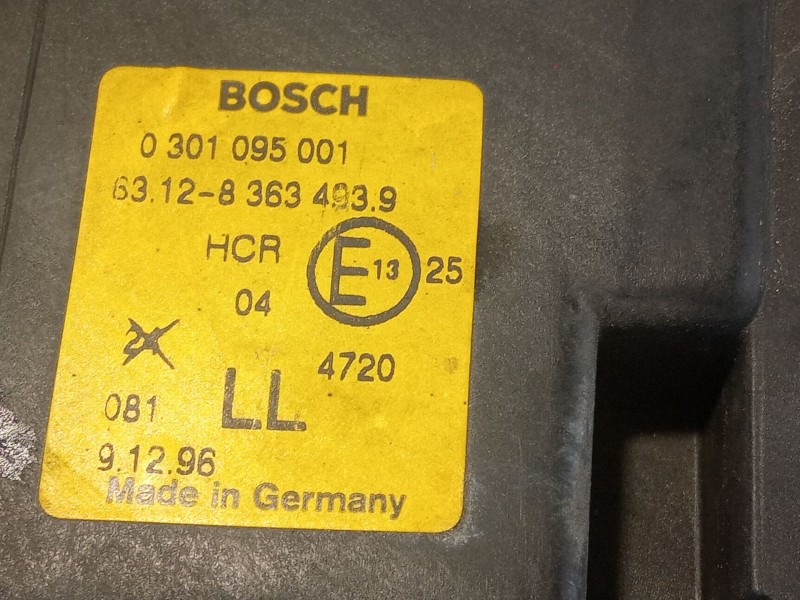 BOSCH
0 301 095 001
63.12-8 363 493.9
HCR E 13 25
04
4720
LL
081
9.12.96
Made in Germany